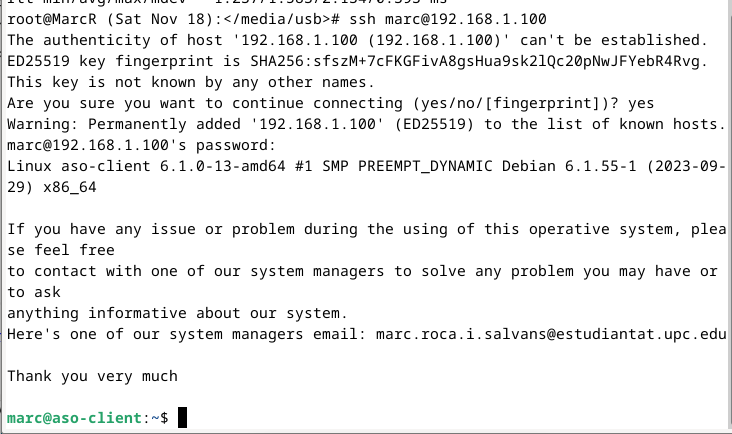 root@MarcR (Sat Nov 18):</media/usb># ssh marc@192.168.1.100
The authenticity of host '192.168.1.100 (192.168.1.100)' can't be established.
ED25519 key fingerprint is SHA256:sfszM+7cFKGFivA8gsHua9sk2lQc20pNwJFYebR4Rvg.
This key is not known by any other names.
Are you sure you want to continue connecting (yes/no/[fingerprint])? yes
Warning: Permanently added '192.168.1.100' (ED25519) to the list of known hosts.
marc@192.168.1.100's password:
Linux aso-client 6.1.0-13-amd64 #1 SMP PREEMPT_DYNAMIC Debian 6.1.55-1 (2023-09-
29) x86_64
If you have any issue or problem during the using of this operative system, plea
se feel free
to contact with one of our system managers to solve any problem you may have or
to ask
anything informative about our system.
Here's one of our system managers email: marc.roca.i.salvans@estudiantat.upc.edu
Thank you very much
marc@aso-client:~$